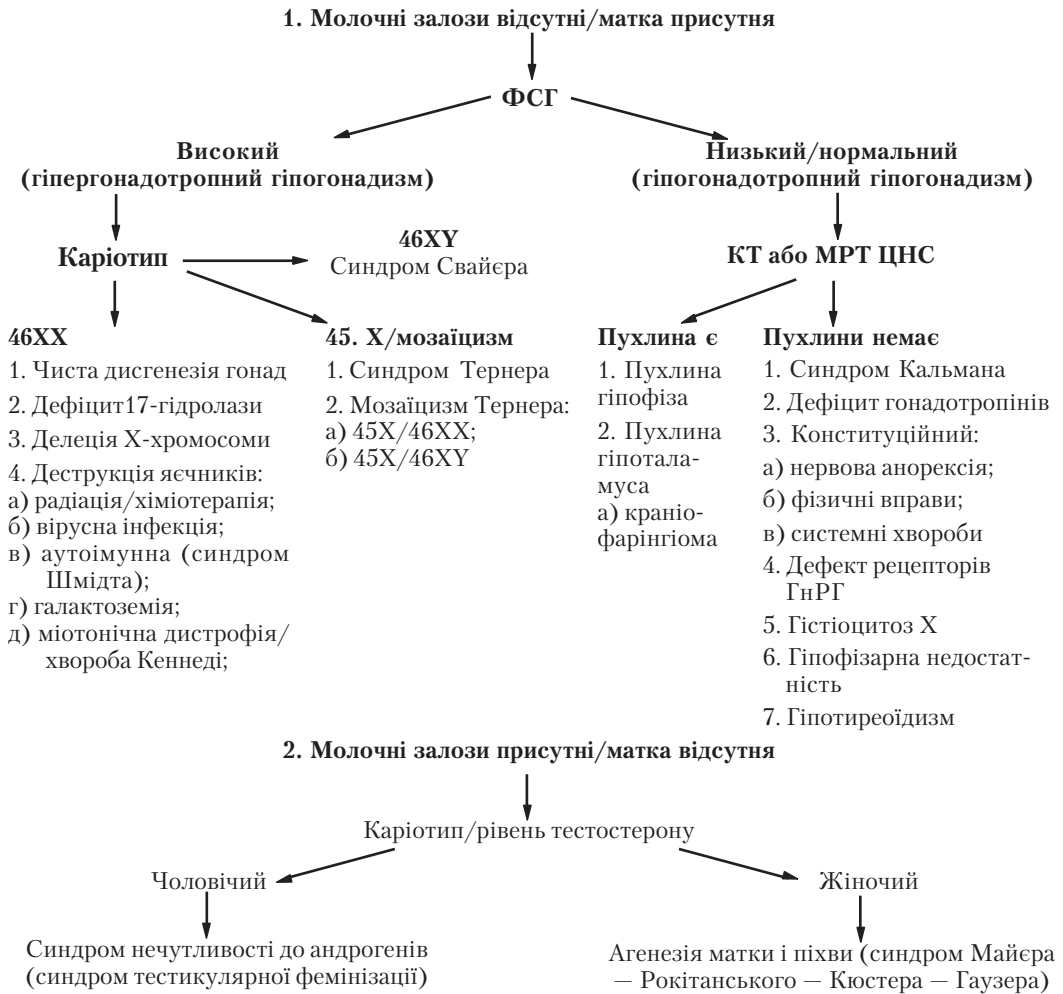 1. Молочні залози відсутні/матка присутня
ФСГ
Високий
(гіпергонадотропний гіпогонадизм)
Низький/нормальний
(гіпогонадотропний гіпогонадизм)
Каріотип
46XY
Синдром Свайєра
КТ або МРТ ЦНС
46XX
1. Чиста дисгенезія гонад
2. Дефіцит17-гідролази
3. Делеція Х-хромосоми
4. Деструкція яєчників:
а) радіація/хіміотерапія;
б) вірусна інфекція;
в) аутоімунна (синдром
Шмідта);
г) галактоземія;
д) міотонічна дистрофія/
хвороба Кеннеді;
45. Х/мозаїцизм
1. Синдром Тернера
2. Мозаїцизм Тернера:
а) 45Х/46ХХ;
б) 45Х/46XY
Пухлина є
1. Пухлина
гіпофіза
2. Пухлина
гіпотала-
муса
а) краніо-
фарінгіома
Пухлини немає
1. Синдром Кальмана
2. Дефіцит гонадотропінів
3. Конституційний:
а) нервова анорексія;
б) фізичні вправи;
в) системні хвороби
4. Дефект рецепторів
ГнРГ
5. Гістіоцитоз Х
6. Гіпофізарна недостат-
ність
7. Гіпотиреоїдизм
2. Молочні залози присутні/матка відсутня
Каріотип/рівень тестостерону
Чоловічий
Жіночий
Синдром нечутливості до андрогенів
(синдром тестикулярної фемінізації)
Агенезія матки і піхви (синдром Майєра
— Рокітанського — Кюстера — Гаузера)